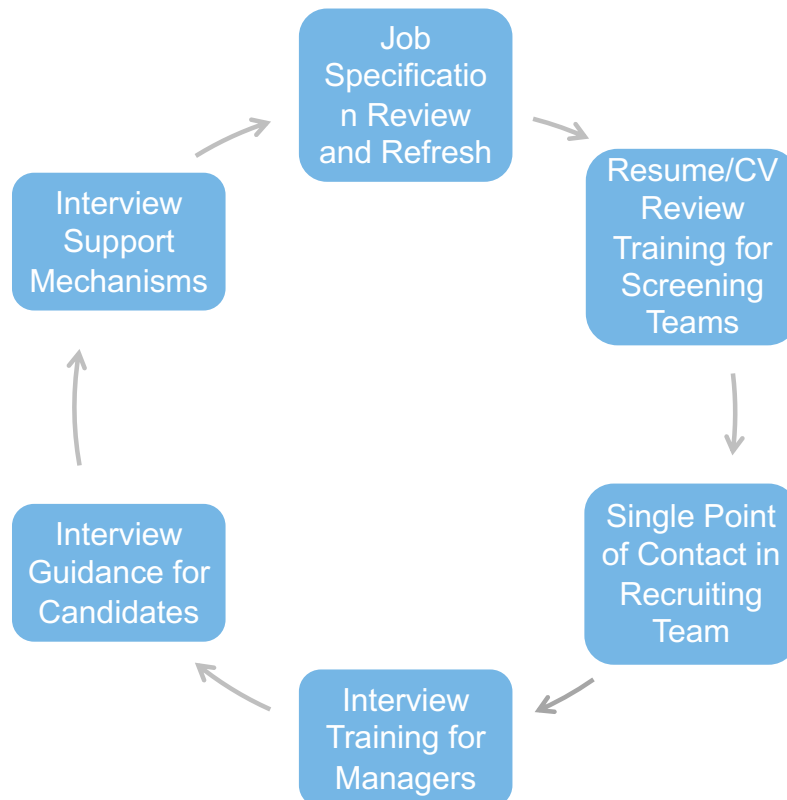 Job
Specificatio
n Review
and Refresh
Resume/CV
Review
Training for
Screening
Teams
Single Point
of Contact in
Recruiting
Team
Interview
Training for
Managers
Interview
Guidance for
Candidates
Interview
Support
Mechanisms